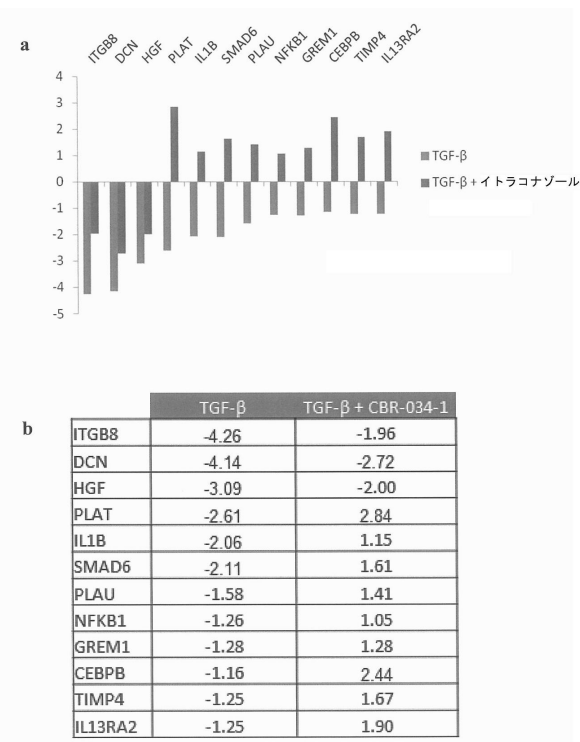 a
ITGB8 DCN HGF PLAT IL1B SMAD6 PLAU NFKB1 GREM1 CEBPB TIMP4 IL13RA2
4
3
2
1
0
-1
-2
-3
-4
-5
TGF-β
TGF-β + イトラコナゾール
b
TGF-β TGF-β + CBR-034-1
ITGB8 -4.26 -1.96
DCN -4.14 -2.72
HGF -3.09 -2.00
PLAT -2.61 2.84
IL1B -2.06 1.15
SMAD6 -2.11 1.61
PLAU -1.58 1.41
NFKB1 -1.26 1.05
GREM1 -1.28 1.28
CEBPB -1.16 2.44
TIMP4 -1.25 1.67
IL13RA2 -1.25 1.90